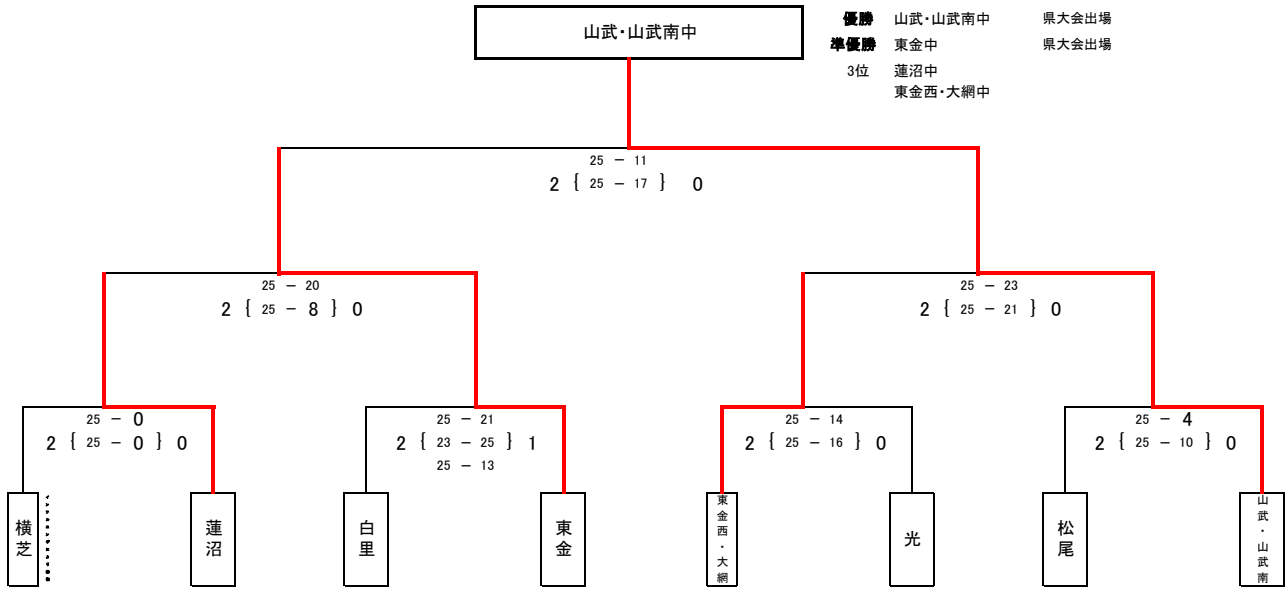 山武・山武南中
優勝 山武・山武南中 県大会出場
準優勝 東金中 県大会出場
3位 蓮沼中
東金西・大網中
25 － 11
2 { 25 － 17 } 0
25 － 20
2 { 25 － 8 } 0
25 － 23
2 { 25 － 21 } 0
25 － 0
2 { 25 － 0 } 0
25 － 21
2 { 23 － 25 } 1
25 － 13
25 － 14
2 { 25 － 16 } 0
25 － 4
2 { 25 － 10 } 0
横芝
蓮沼
白里
東金
東金西・大網
光
松尾
山武・山武南